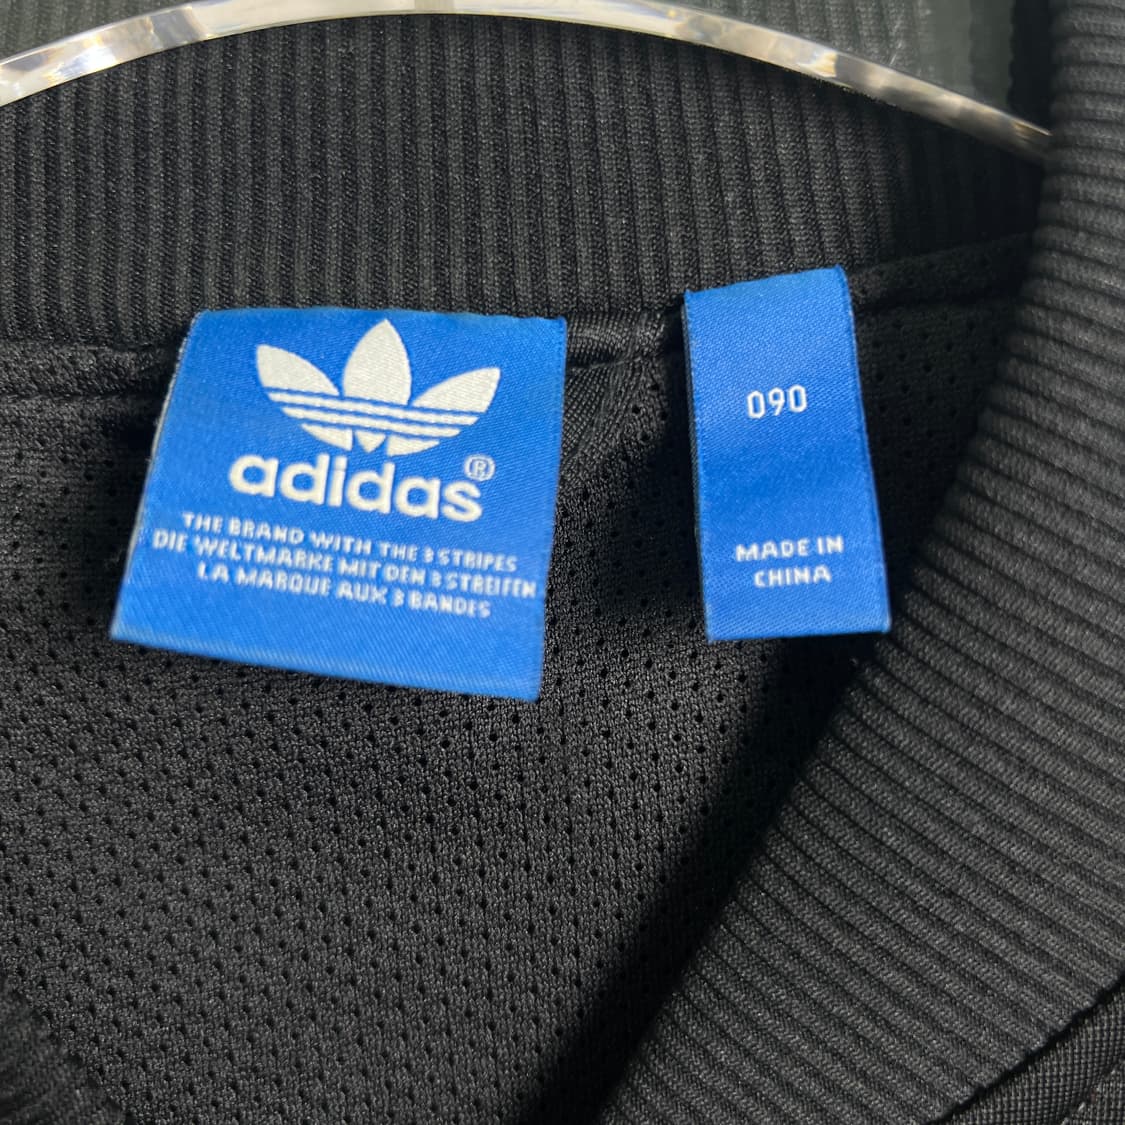 adidas®
THE BRAND WITH THE 3 STRIPES
DIE WELTMARKE MIT DEN 3 STREIFEN
LA MARQUE AUX 3 BANDES
090
MADE IN
CHINA